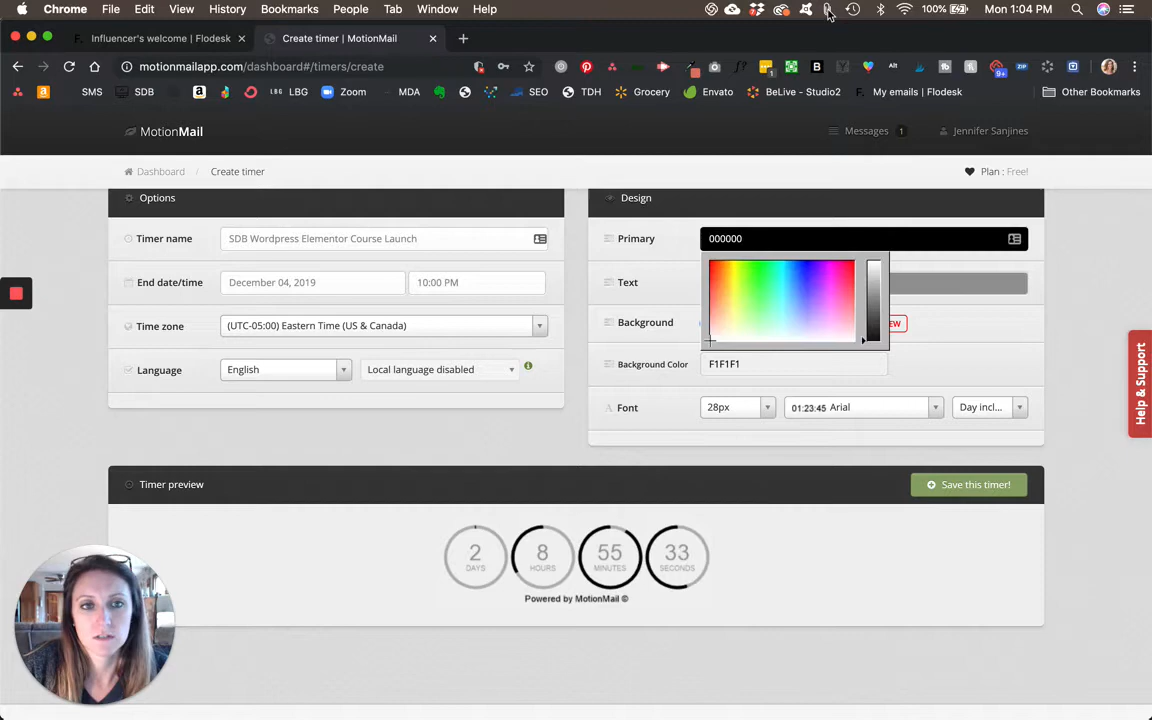 Chrome File Edit View History Bookmarks People Tab Window Help 100% Mon 1:04 PM
Influencer's welcome | Flodesk Create timer | MotionMail
motionmailapp.com/dashboard#/timers/create
SMS SDB LBG LBG Zoom MDA SEO TDH Grocery Envato BeLive - Studio2 My emails | Flodesk Other Bookmarks
MotionMail Messages 1 Jennifer Sanjines
Dashboard / Create timer Plan : Free!
Options
Timer name SDB Wordpress Elementor Course Launch
End date/time December 04, 2019 10:00 PM
Time zone (UTC-05:00) Eastern Time (US & Canada)
Language English Local language disabled
Design
Primary 000000
Text
Background
Background Color F1F1F1
Font 28px 01:23:45 Arial Day incl...
Help & Support
Timer preview Save this timer!
2 8 55 33
DAYS HOURS MINUTES SECONDS
Powered by MotionMail ©